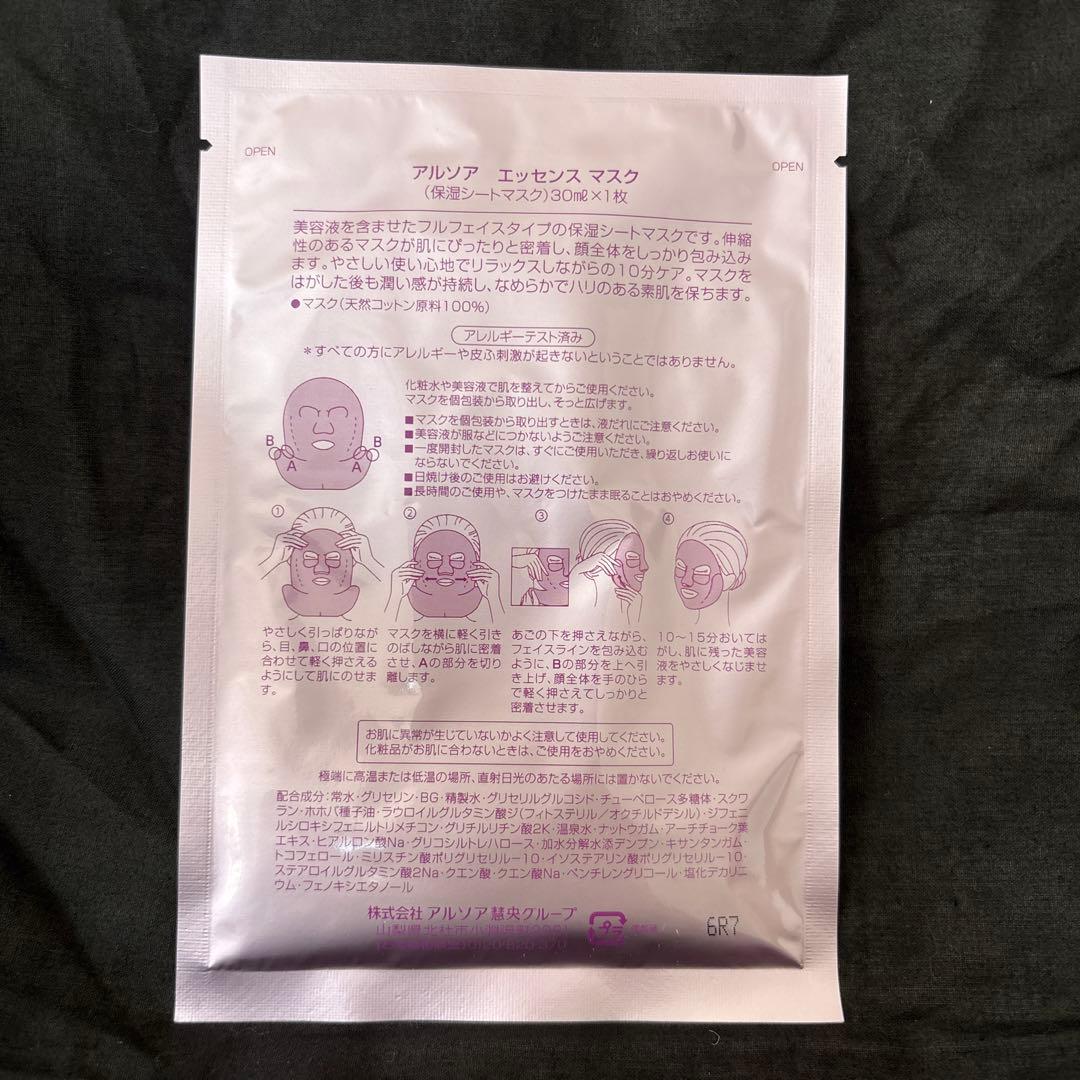 OPEN
OPEN
アルソア　エッセンス マスク
（保湿シートマスク）30㎖×1枚
美容液を含ませたフルフェイスタイプの保湿シートマスクです。伸縮
性のあるマスクが肌にぴったりと密着し、顔全体をしっかり包み込み
ます。やさしい使い心地でリラックスしながらの10分ケア。マスクを
はがした後も潤い感が持続し、なめらかでハリのある素肌を保ちます。
●マスク（天然コットン原料100%）
アレルギーテスト済み
＊すべての方にアレルギーや皮ふ刺激が起きないということではありません。
化粧水や美容液で肌を整えてからご使用ください。
マスクを個包装から取り出し、そっと広げます。
■マスクを個包装から取り出すときは、液だれにご注意ください。
■美容液が服などにつかないようご注意ください。
■一度開封したマスクは、すぐにご使用いただき、繰り返しお使いに
ならないでください。
■日焼け後のご使用はお避けください。
■長時間のご使用や、マスクをつけたまま眠ることはおやめください。
B B
A A
① ② ③ ④
やさしく引っぱりなが
ら、目、鼻、口の位置に
合わせて軽く押さえる
ようにして肌にのせま
す。
マスクを横に軽く引き
のばしながら肌に密着
させ、Aの部分を切り
離します。
あごの下を押さえながら、
フェイスラインを包み込む
ように、Bの部分を上へ引
き上げ、顔全体を手のひら
で軽く押さえてしっかりと
密着させます。
10〜15分おいては
がし、肌に残った美容
液をやさしくなじませ
ます。
お肌に異常が生じていないかよく注意して使用してください。
化粧品がお肌に合わないときは、ご使用をおやめください。
極端に高温または低温の場所、直射日光のあたる場所には置かないでください。
配合成分：常水・グリセリン・BG・精製水・グリセリルグルコシド・チューベロース多糖体・スクワ
ラン・ホホバ種子油・ラウロイルグルタミン酸ジ（フィトステリル／オクチルドデシル）・ジフェニ
ルシロキシフェニルトリメチコン・グリチルリチン酸2K・温泉水・ナットウガム・アーチチョーク葉
エキス・ヒアルロン酸Na・グリコシルトレハロース・加水分解水添デンプン・キサンタンガム・
トコフェロール・ミリスチン酸ポリグリセリル－10・イソステアリン酸ポリグリセリル－10・
ステアロイルグルタミン酸2Na・クエン酸・クエン酸Na・ペンチレングリコール・塩化デカリニ
ウム・フェノキシエタノール
株式会社 アルソア慧央グループ
山梨県北杜市小淵沢町2961
プラ
6R7